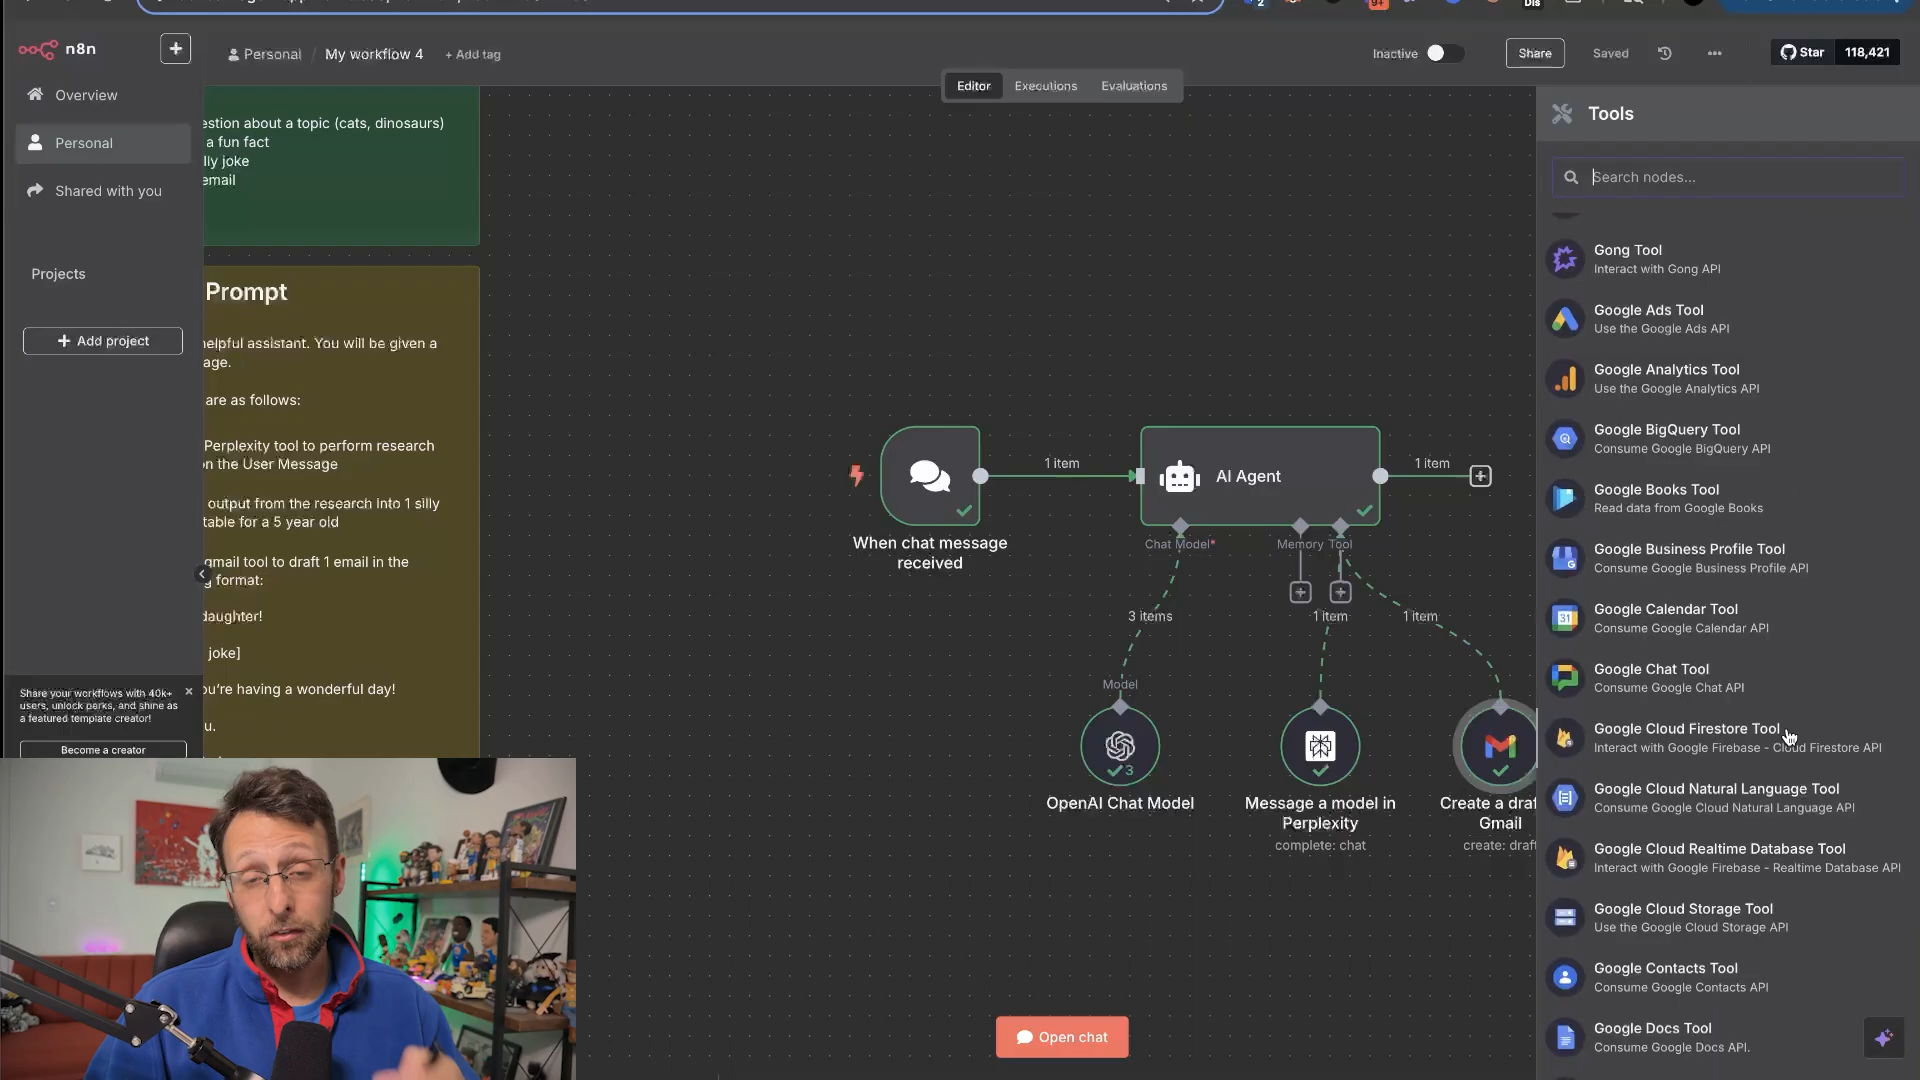 n8n
Personal / My workflow 4 + Add tag
Inactive
Share
Saved
Star 118,421
Editor Executions Evaluations
Overview
Personal
Shared with you
Projects
Add project
Share your workflows with 40k+
users, unlock perks, and shine as
a featured template creator!
Become a creator
estion about a topic (cats, dinosaurs)
a fun fact
lly joke
email
Prompt
helpful assistant. You will be given a
age.
are as follows:
Perplexity tool to perform research
on the User Message
output from the research into 1 silly
table for a 5 year old
gmail tool to draft 1 email in the
g format:
daughter!
joke]
ou're having a wonderful day!
u.
1 item
AI Agent
1 item
When chat message
received
Chat Model*
Memory Tool
3 items
1 item
1 item
Model
3
OpenAI Chat Model
Message a model in
Perplexity
complete: chat
Create a draf
Gmail
create: draft
Open chat
Tools
Search nodes...
Gong Tool
Interact with Gong API
Google Ads Tool
Use the Google Ads API
Google Analytics Tool
Use the Google Analytics API
Google BigQuery Tool
Consume Google BigQuery API
Google Books Tool
Read data from Google Books
Google Business Profile Tool
Consume Google Business Profile API
31
Google Calendar Tool
Consume Google Calendar API
Google Chat Tool
Consume Google Chat API
Google Cloud Firestore Tool
Interact with Google Firebase - Cloud Firestore API
Google Cloud Natural Language Tool
Consume Google Cloud Natural Language API
Google Cloud Realtime Database Tool
Interact with Google Firebase - Realtime Database API
Google Cloud Storage Tool
Use the Google Cloud Storage API
Google Contacts Tool
Consume Google Contacts API
Google Docs Tool
Consume Google Docs API.